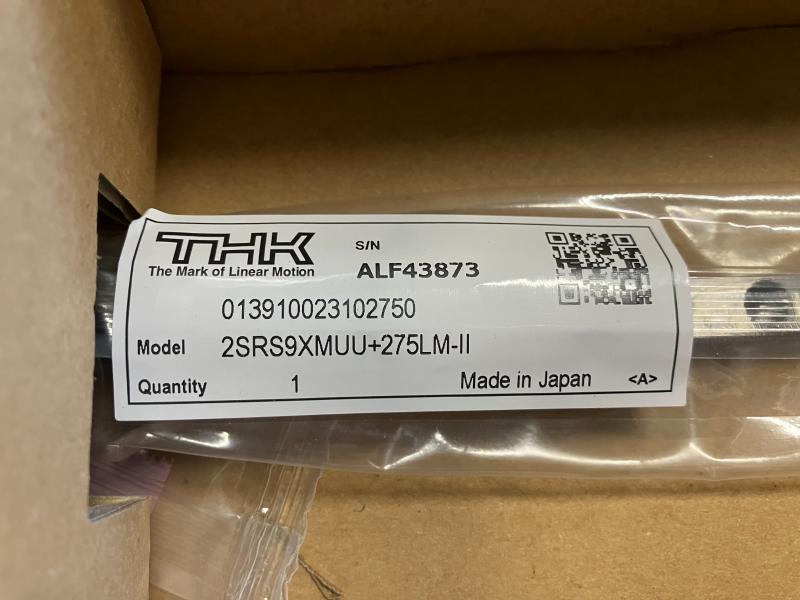 THK
The Mark of Linear Motion
S/N
ALF43873
013910023102750
Model 2SRS9XMUU+275LM-II
Quantity 1 Made in Japan <A>